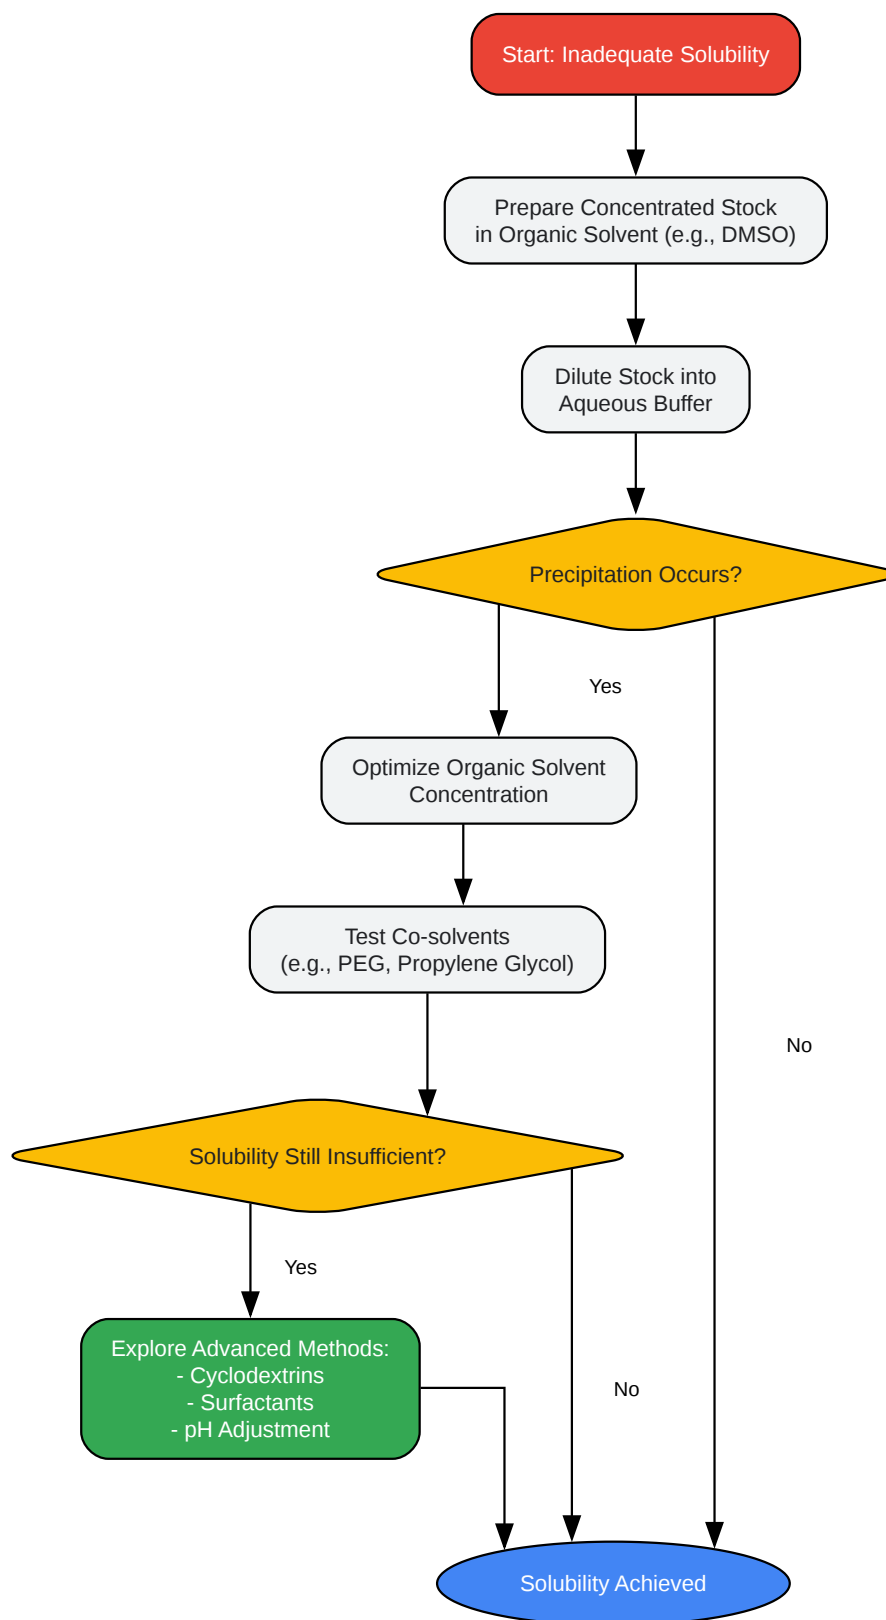 Start: Inadequate Solubility
Prepare Concentrated Stock
in Organic Solvent (e.g., DMSO)
Dilute Stock into
Aqueous Buffer
Precipitation Occurs?
Yes
Optimize Organic Solvent
Concentration
Test Co-solvents
(e.g., PEG, Propylene Glycol)
No
Solubility Still Insufficient?
Yes
Explore Advanced Methods:
- Cyclodextrins
- Surfactants
- pH Adjustment
No
Solubility Achieved